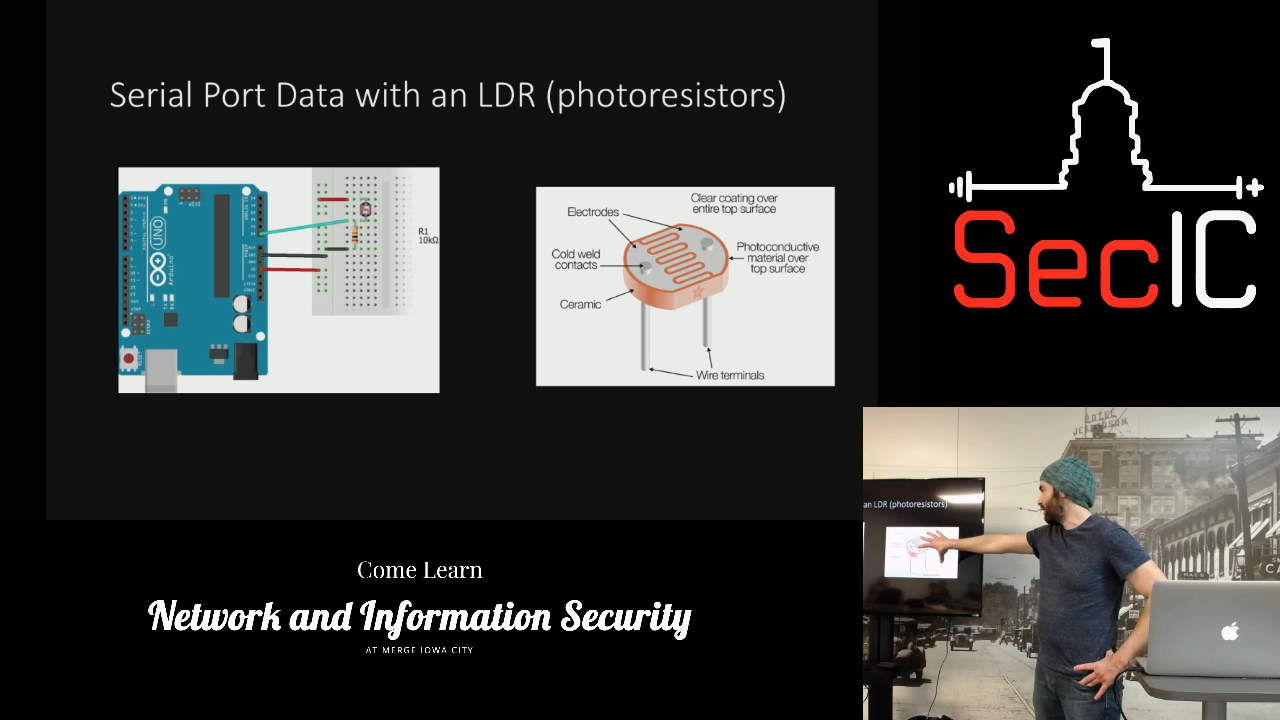 Serial Port Data with an LDR (photoresistors)
UNO
Arduino
R1
10kΩ
Clear coating over
entire top surface
Electrodes
Photoconductive
material over
top surface
Cold weld
contacts
Ceramic
Wire terminals
SecIC
HOTEL
JEFFERSON
an LDR (photoresistors)
Come Learn
Network and Information Security
AT MERGE IOWA CITY